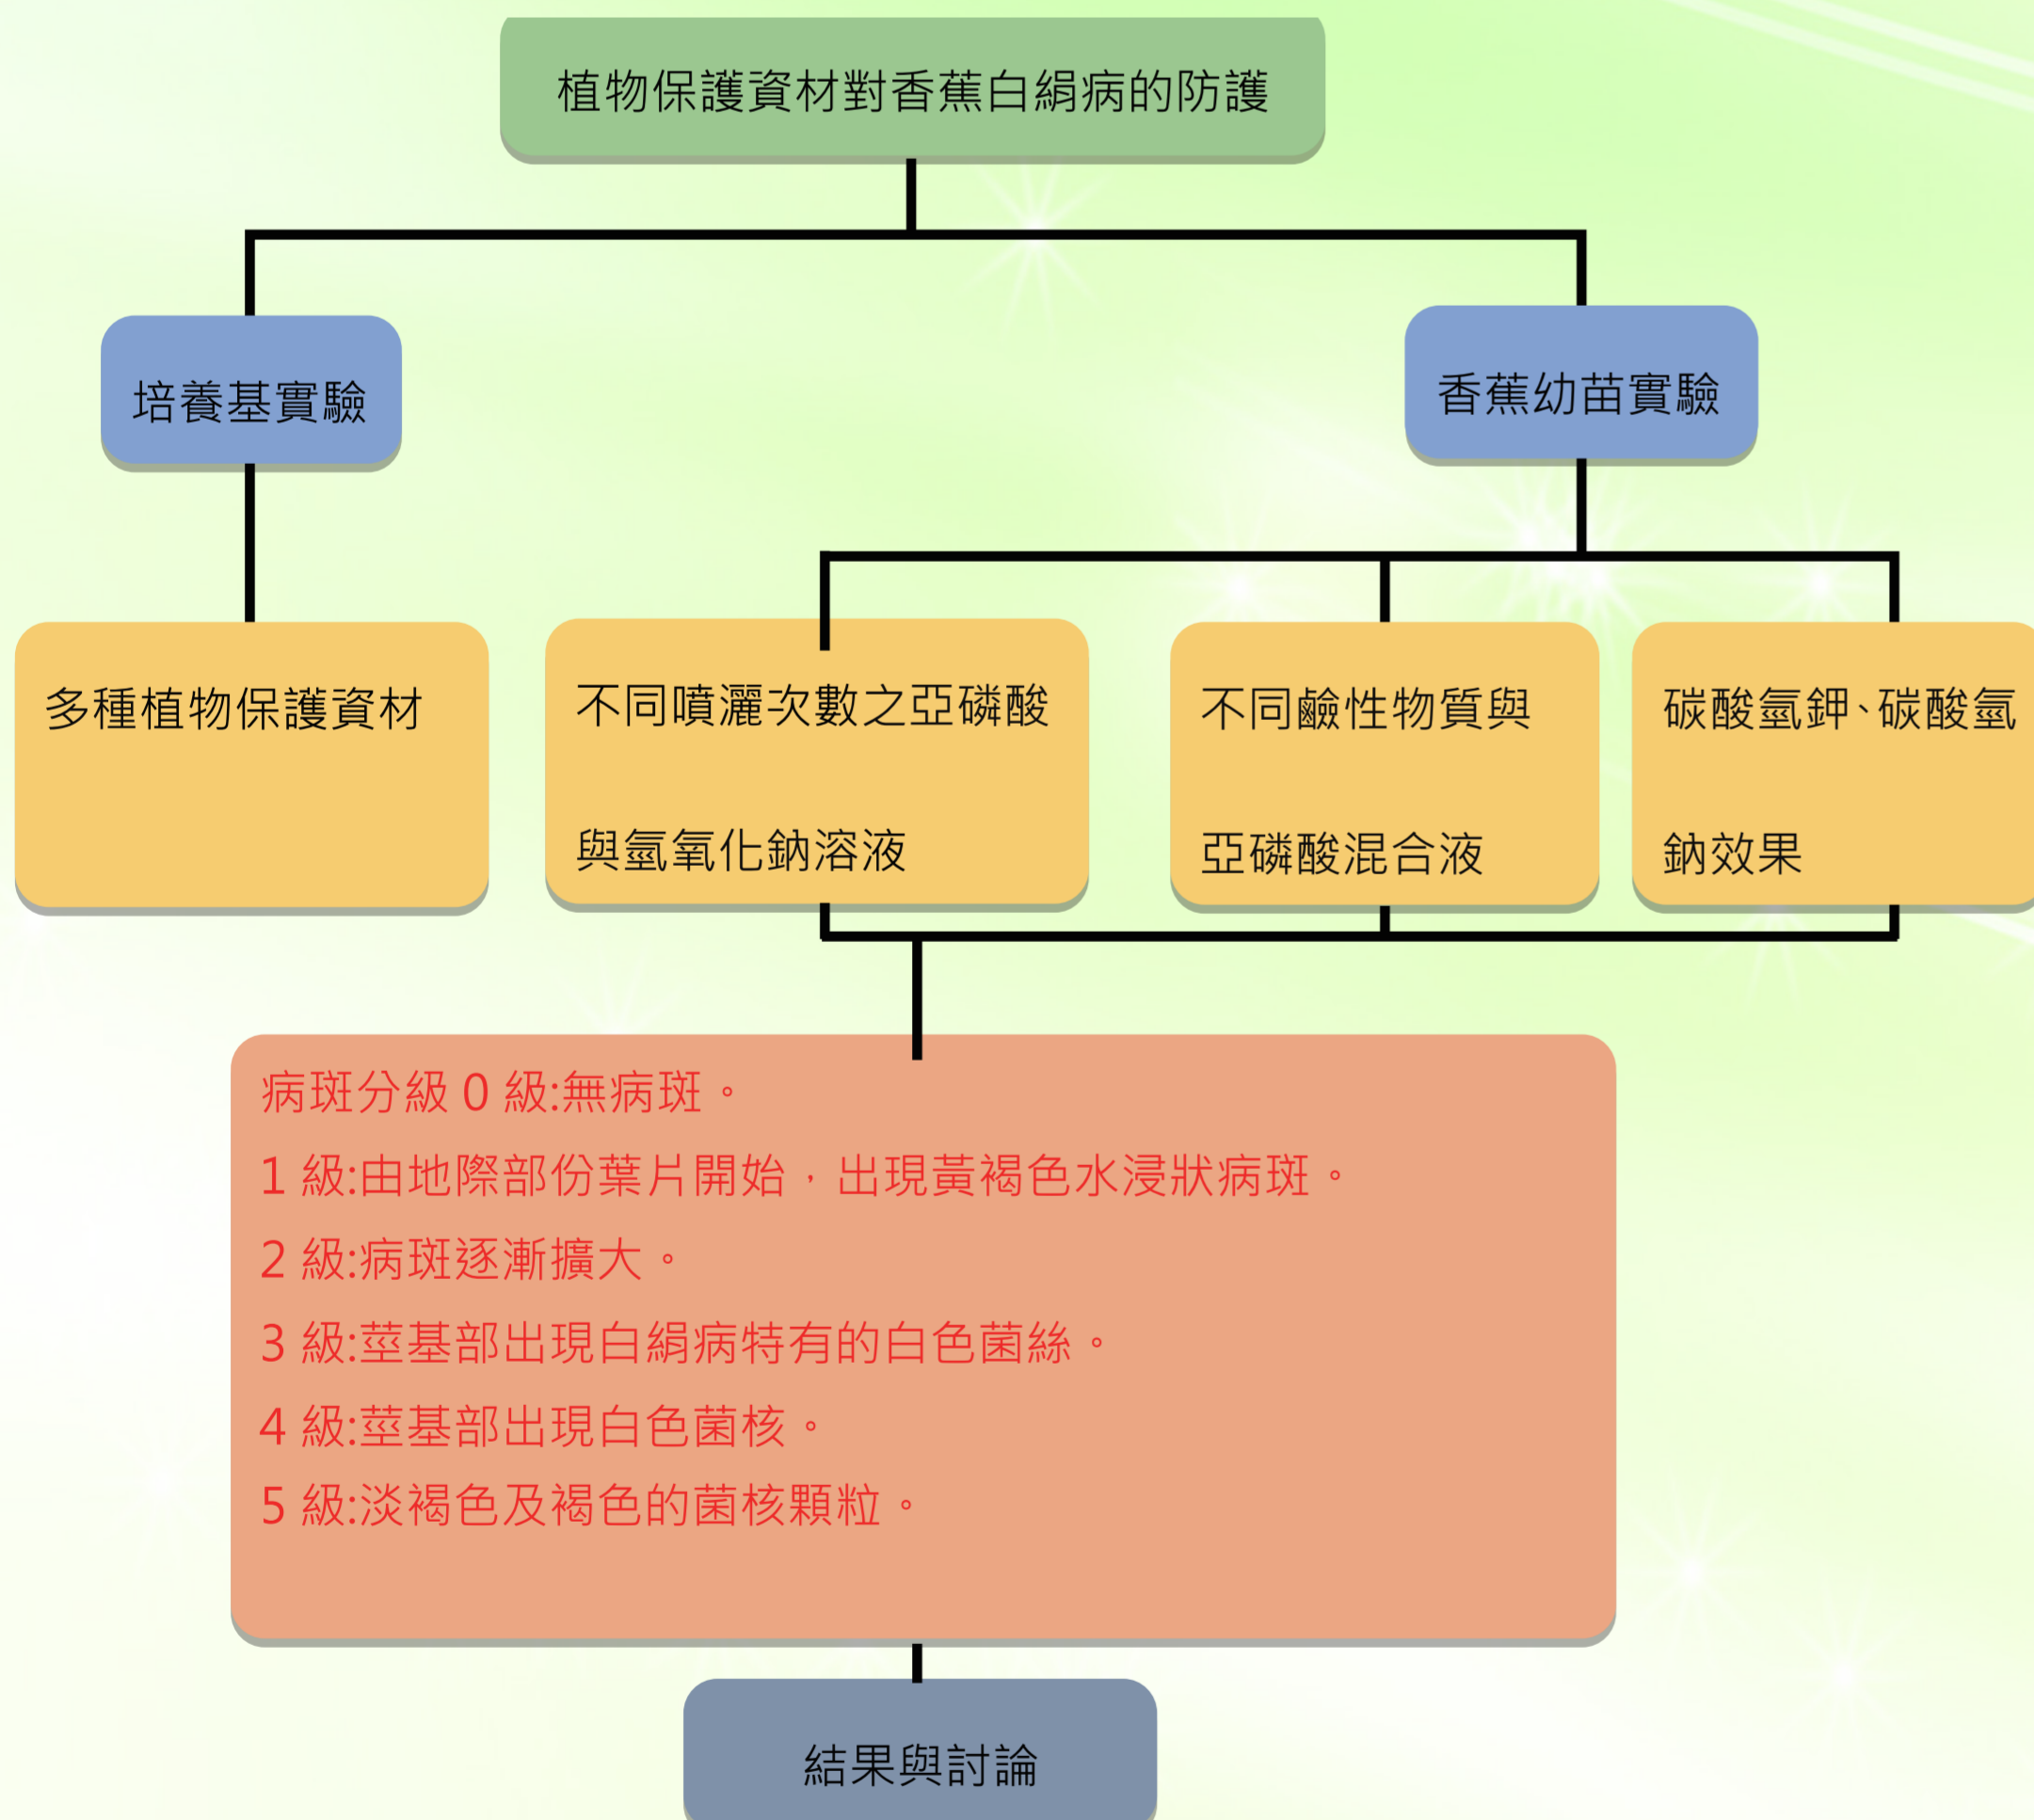 植物保護資材對香蕉白絹病的防護
培養基實驗
香蕉幼苗實驗
多種植物保護資材
不同噴灑次數之亞磷酸
與氫氧化鈉溶液
不同鹼性物質與
亞磷酸混合液
碳酸氫鉀、碳酸氫
鈉效果
病斑分級 0 級:無病斑。
1 級:由地際部份葉片開始，出現黃褐色水浸狀病斑。
2 級:病斑逐漸擴大。
3 級:莖基部出現白絹病特有的白色菌絲。
4 級:莖基部出現白色菌核。
5 級:淡褐色及褐色的菌核顆粒。
結果與討論